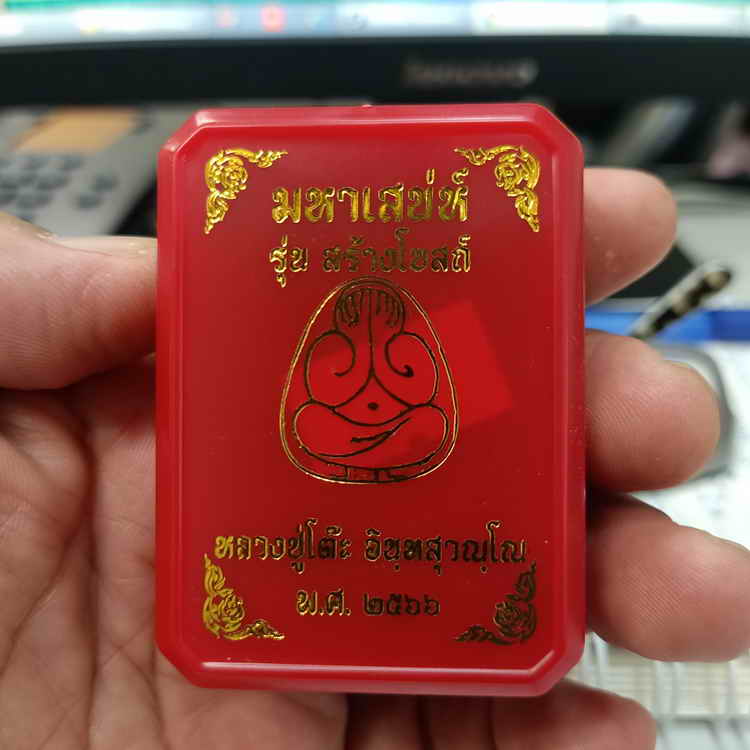 มหาเสน่ห์
รุ่น สร้างโบสถ์
หลวงปู่โต๊ะ อินฺทสุวณฺโณ
พ.ศ. ๒๕๖๖